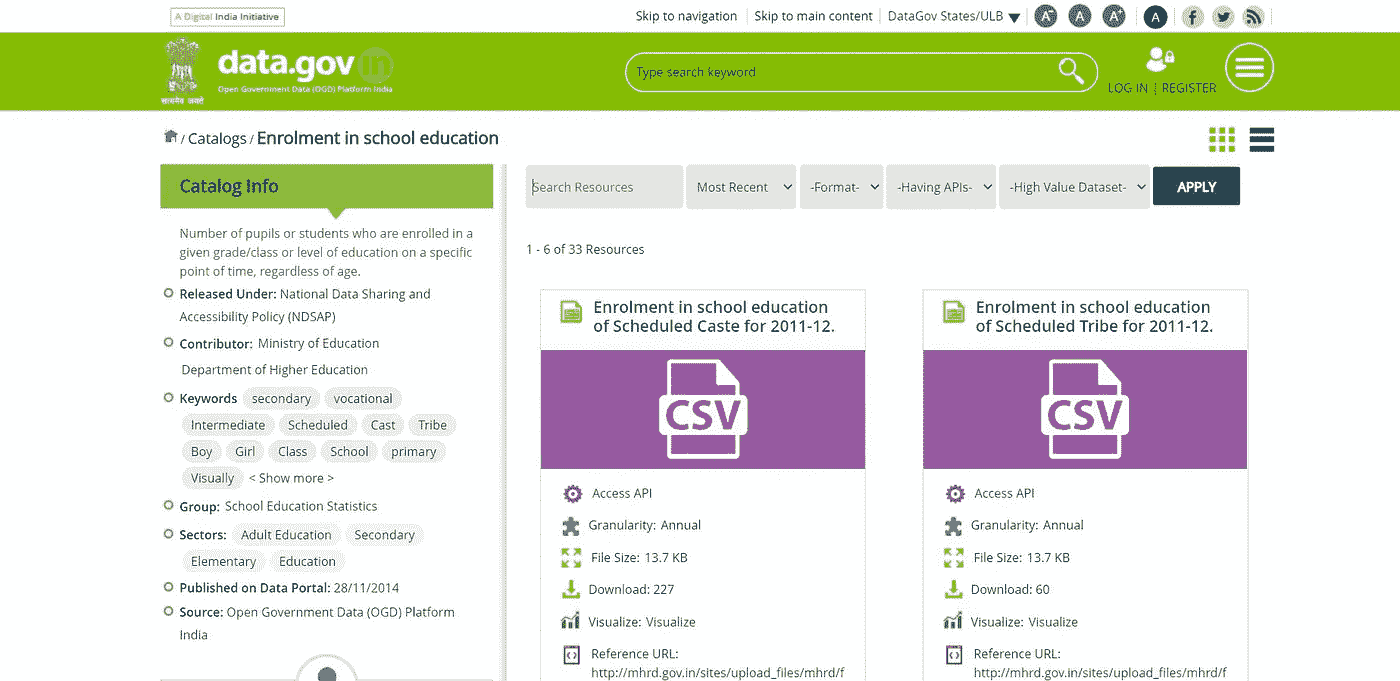 A Digital India Initiative
Skip to navigation
Skip to main content
DataGov States/ULB
A-
A
A+
A
सत्यमेव जयते
data.gov in
Open Government Data (OGD) Platform India
Type search keyword
LOG IN | REGISTER
/ Catalogs / Enrolment in school education
Catalog Info
Number of pupils or students who are enrolled in a
given grade/class or level of education on a specific
point of time, regardless of age.
Released Under: National Data Sharing and
Accessibility Policy (NDSAP)
Contributor: Ministry of Education
Department of Higher Education
Keywords secondary vocational
Intermediate Scheduled Cast Tribe
Boy Girl Class School primary
Visually < Show more >
Group: School Education Statistics
Sectors: Adult Education Secondary
Elementary Education
Published on Data Portal: 28/11/2014
Source: Open Government Data (OGD) Platform
India
Search Resources
Most Recent
-Format-
-Having APIs-
-High Value Dataset-
APPLY
1 - 6 of 33 Resources
Enrolment in school education
of Scheduled Caste for 2011-12.
CSV
Access API
Granularity: Annual
File Size: 13.7 KB
Download: 227
Visualize: Visualize
Reference URL:
http://mhrd.gov.in/sites/upload_files/mhrd/f
Enrolment in school education
of Scheduled Tribe for 2011-12.
CSV
Access API
Granularity: Annual
File Size: 13.7 KB
Download: 60
Visualize: Visualize
Reference URL:
http://mhrd.gov.in/sites/upload_files/mhrd/f